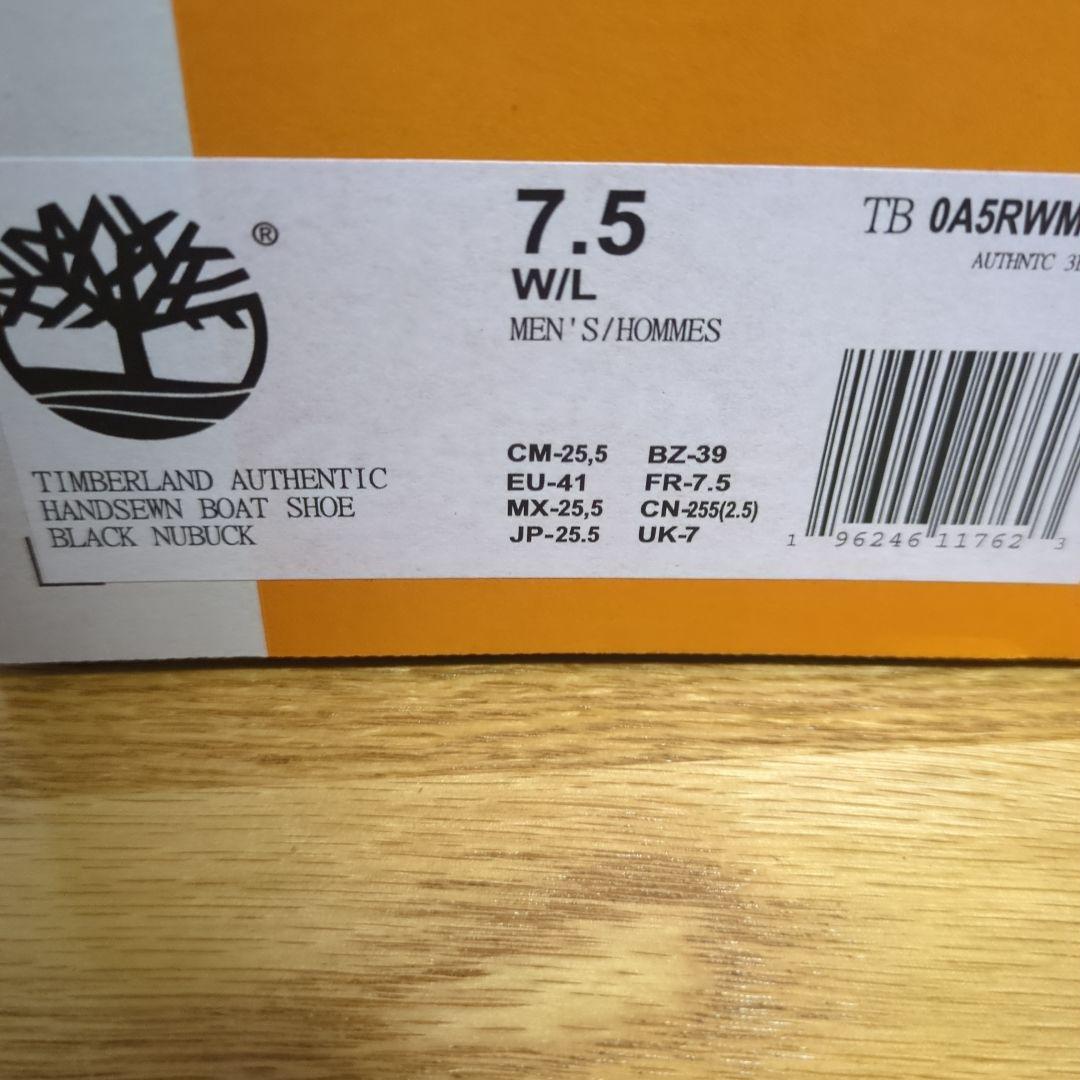 ®
7.5
W/L
MEN'S/HOMMES
TB 0A5RWM
AUTHNTC
TIMBERLAND AUTHENTIC
HANDSEWN BOAT SHOE
BLACK NUBUCK
CM-25,5 BZ-39
EU-41 FR-7.5
MX-25,5 CN-255(2.5)
JP-25.5 UK-7
1 96246 11762 3